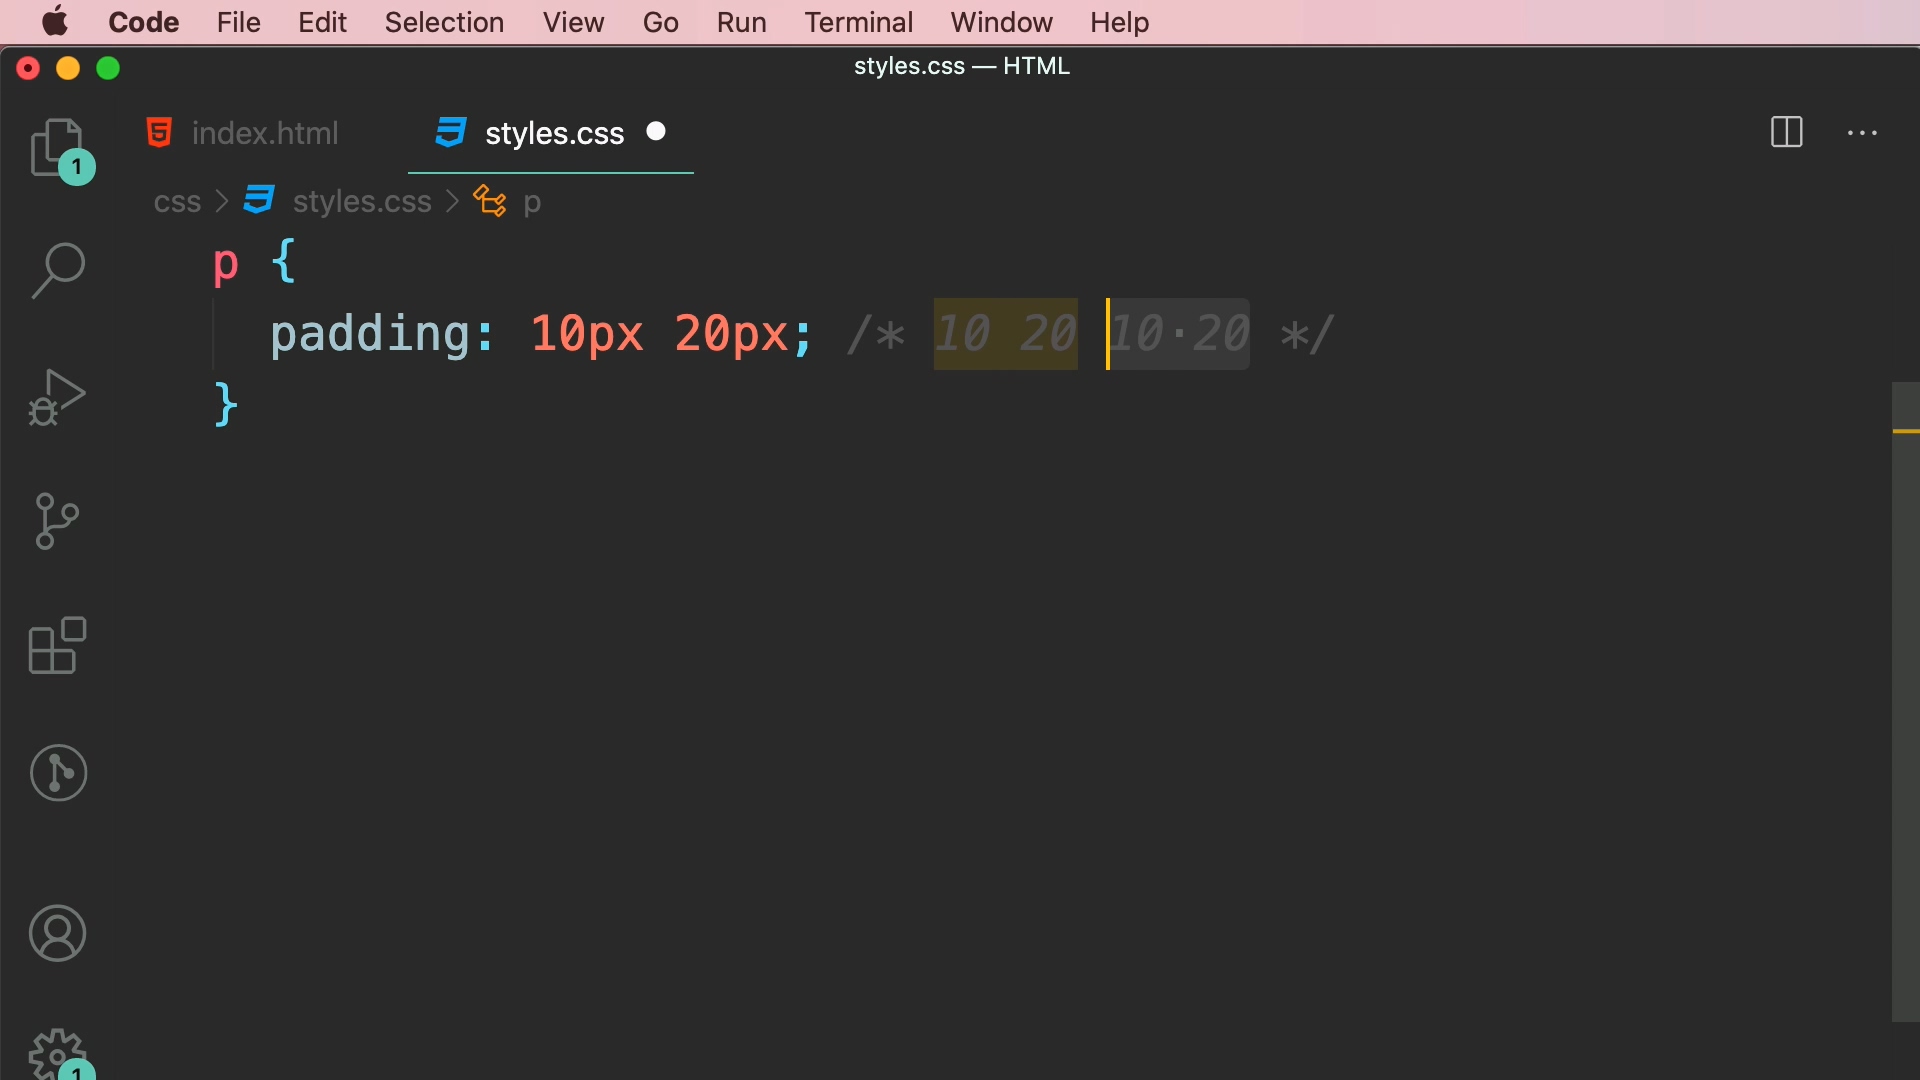 Code File Edit Selection View Go Run Terminal Window Help
styles.css — HTML
index.html styles.css
1
css > styles.css > p
p {
padding: 10px 20px; /* 10 20 10·20 */
}
1